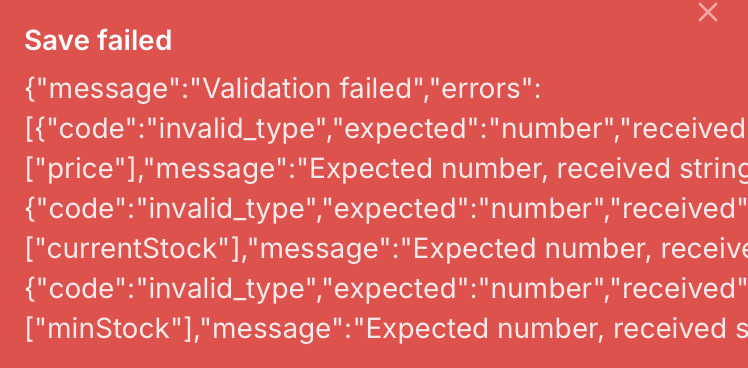 Save failed
{"message":"Validation failed","errors":
[{"code":"invalid_type","expected":"number","received
["price"],"message":"Expected number, received string
{"code":"invalid_type","expected":"number","received"
["currentStock"],"message":"Expected number, receive
{"code":"invalid_type","expected":"number","received"
["minStock"],"message":"Expected number, received s